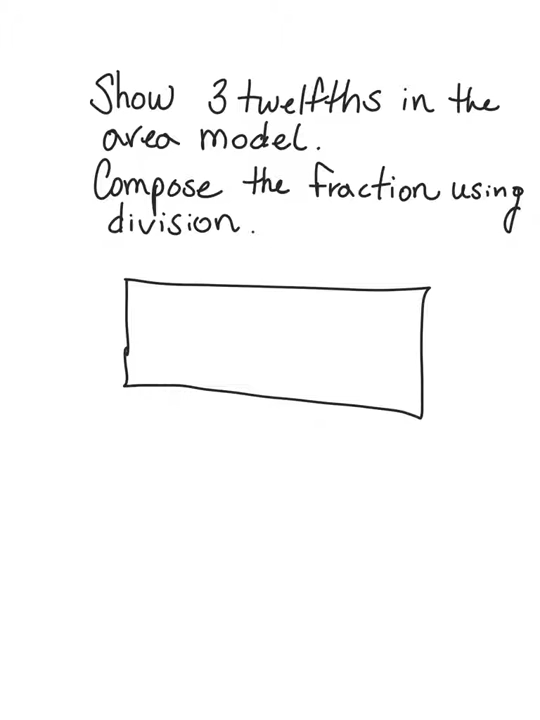 Show 3 twelfths in the
area model.
Compose the fraction using
division.